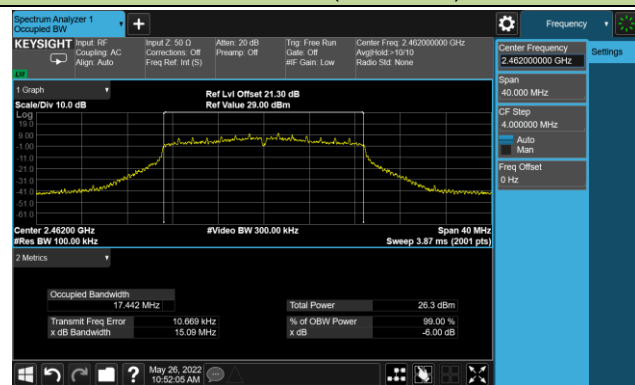 Spectrum Analyzer 1
Occupied BW
+
Frequency
KEYSIGHT Input: RF
Coupling: AC
Align: Auto
Input Z: 50 Ω
Corrections: Off
Freq Ref: Int (S)
Atten: 20 dB
Preamp: Off
Trig: Free Run
Gate: Off
#IF Gain: Low
Center Freq: 2.462000000 GHz
Avg|Hold:>10/10
Radio Std: None
Center Frequency
2.462000000 GHz
Settings
Span
40.000 MHz
CF Step
4.000000 MHz
Auto
Man
Freq Offset
0 Hz
1 Graph
Scale/Div 10.0 dB
Ref Lvl Offset 21.30 dB
Ref Value 29.00 dBm
Log
19.0
9.00
-1.00
-11.0
-21.0
-31.0
-41.0
-51.0
-61.0
Center 2.46200 GHz
#Res BW 100.00 kHz
#Video BW 300.00 kHz
Span 40 MHz
Sweep 3.87 ms (2001 pts)
2 Metrics
Occupied Bandwidth
17.442 MHz
Total Power 26.3 dBm
Transmit Freq Error 10.669 kHz
% of OBW Power 99.00 %
x dB Bandwidth 15.09 MHz
x dB -6.00 dB
?
May 26, 2022
10:52:05 AM